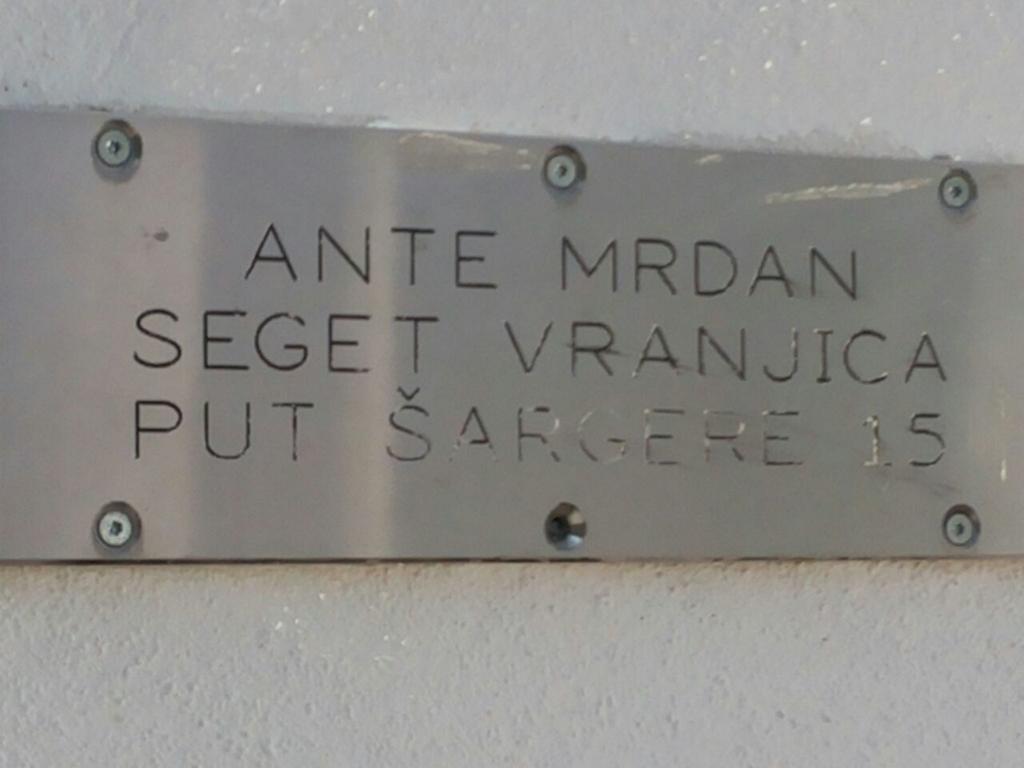 ANTE MRDAN
SEGET VRANJICA
PUT ŠARGERE 15